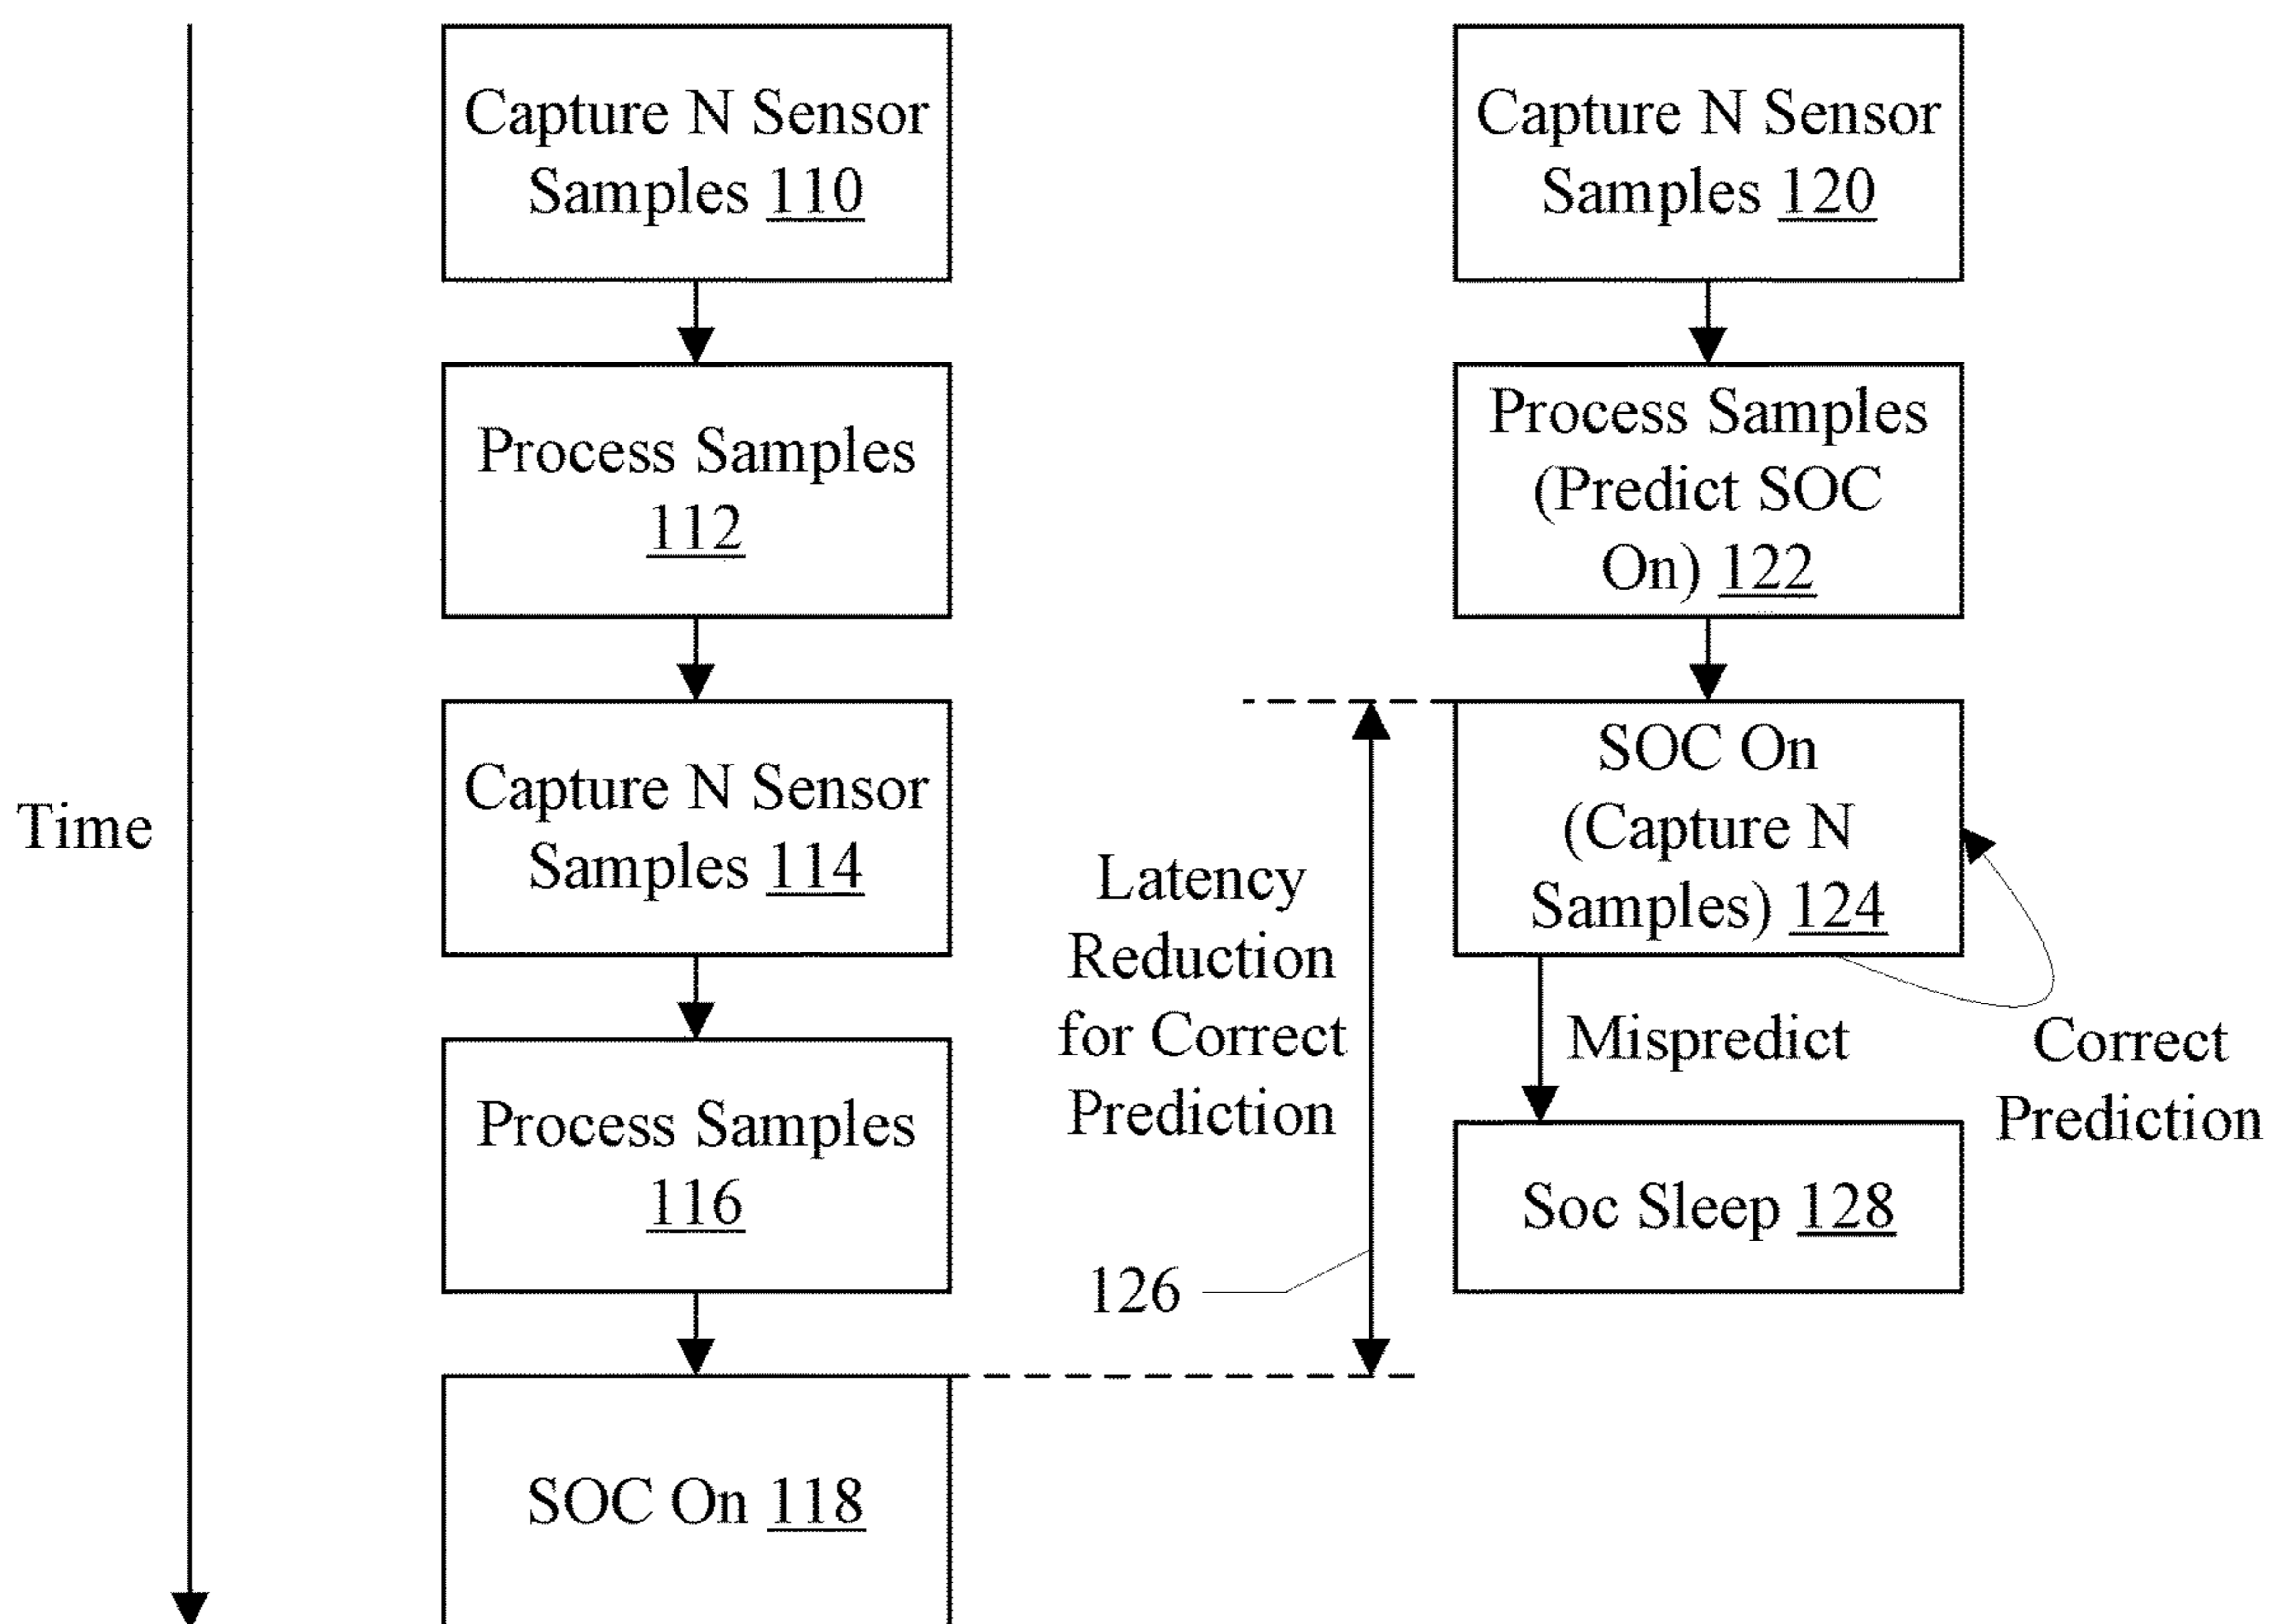 Time
Capture N Sensor
Samples 110
Process Samples
112
Capture N Sensor
Samples 114
Process Samples
116
SOC On 118
Latency
Reduction
for Correct
Prediction
126
Capture N Sensor
Samples 120
Process Samples
(Predict SOC
On) 122
SOC On
(Capture N
Samples) 124
Mispredict
Correct
Prediction
Soc Sleep 128